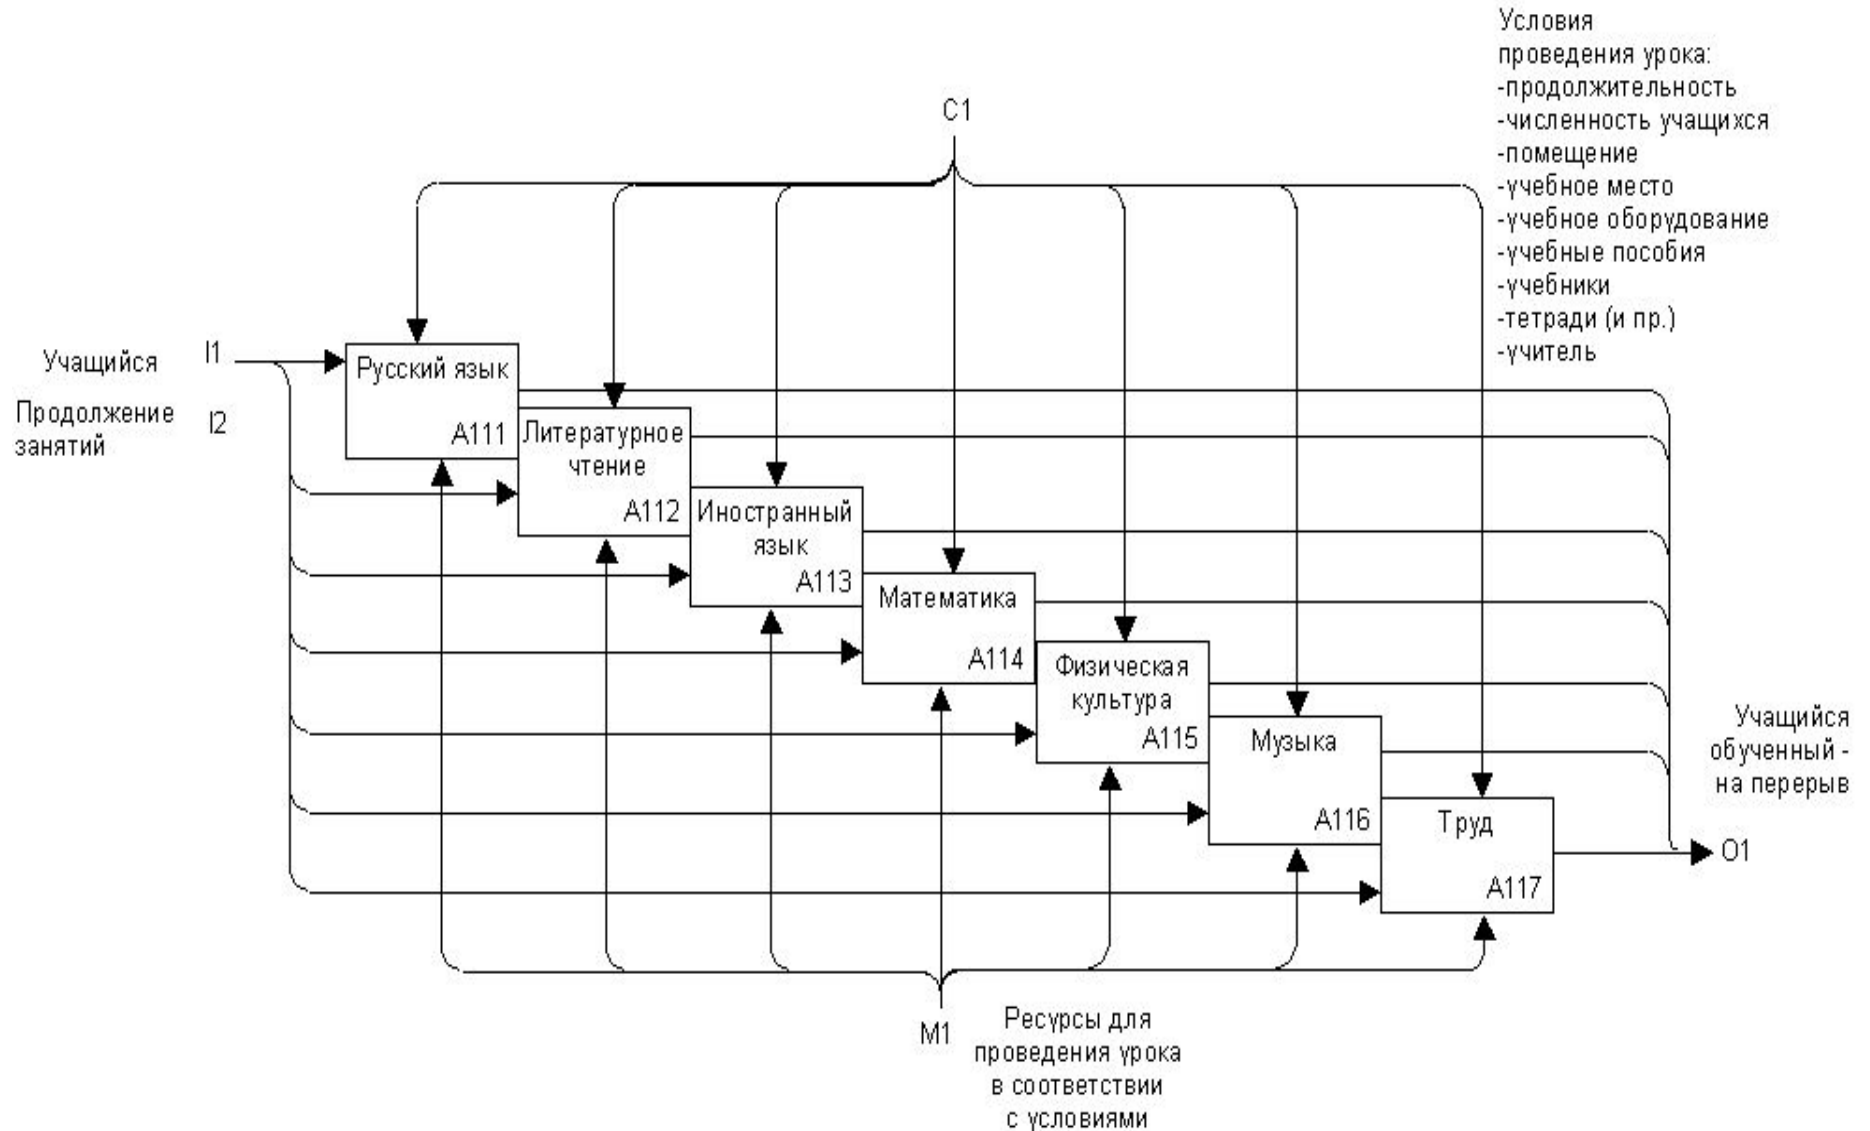 Условия
проведения урока:
-продолжительность
-численность учащихся
-помещение
-учебное место
-учебное оборудование
-учебные пособия
-учебники
-тетради (и пр.)
-учитель
C1
Учащийся
I1
Продолжение
занятий
I2
Русский язык
A111
Литературное
чтение
A112
Иностранный
язык
A113
Математика
A114
Физическая
культура
A115
Музыка
A116
Труд
A117
Учащийся
обученный -
на перерыв
O1
M1
Ресурсы для
проведения урока
в соответствии
с условиями